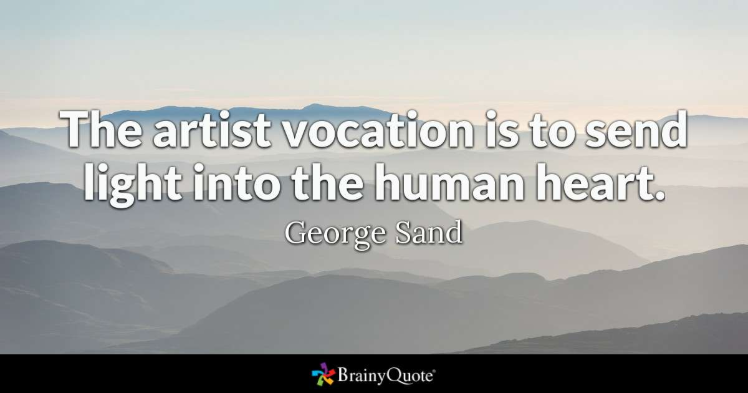 The artist vocation is to send
light into the human heart.
George Sand
BrainyQuote®